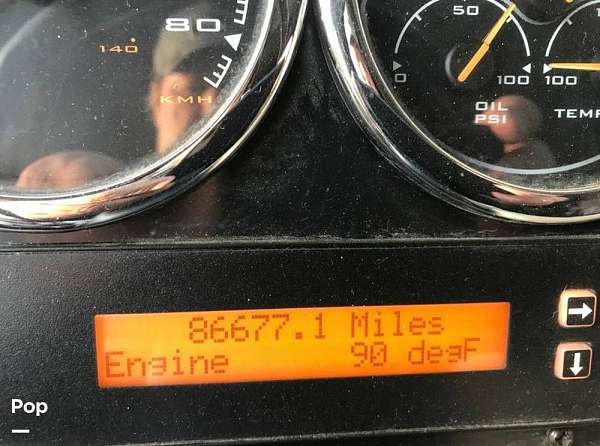 80
140
KMH
50
0
100
OIL
PSI
100
TEMP
86677.1 Miles
Engine 90 degF
Pop